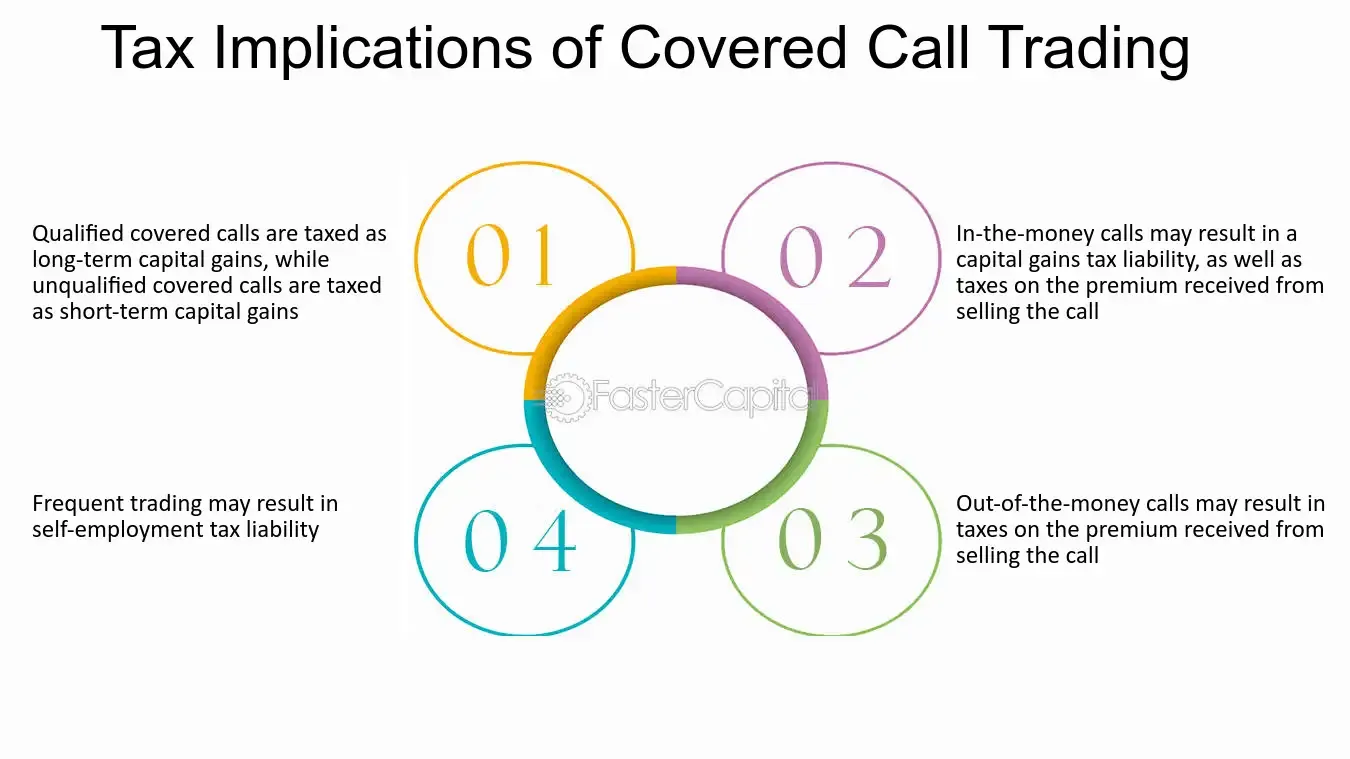 Tax Implications of Covered Call Trading
01
Qualified covered calls are taxed as
long-term capital gains, while
unqualified covered calls are taxed
as short-term capital gains
02
In-the-money calls may result in a
capital gains tax liability, as well as
taxes on the premium received from
selling the call
FasterCapital
03
Out-of-the-money calls may result in
taxes on the premium received from
selling the call
04
Frequent trading may result in
self-employment tax liability